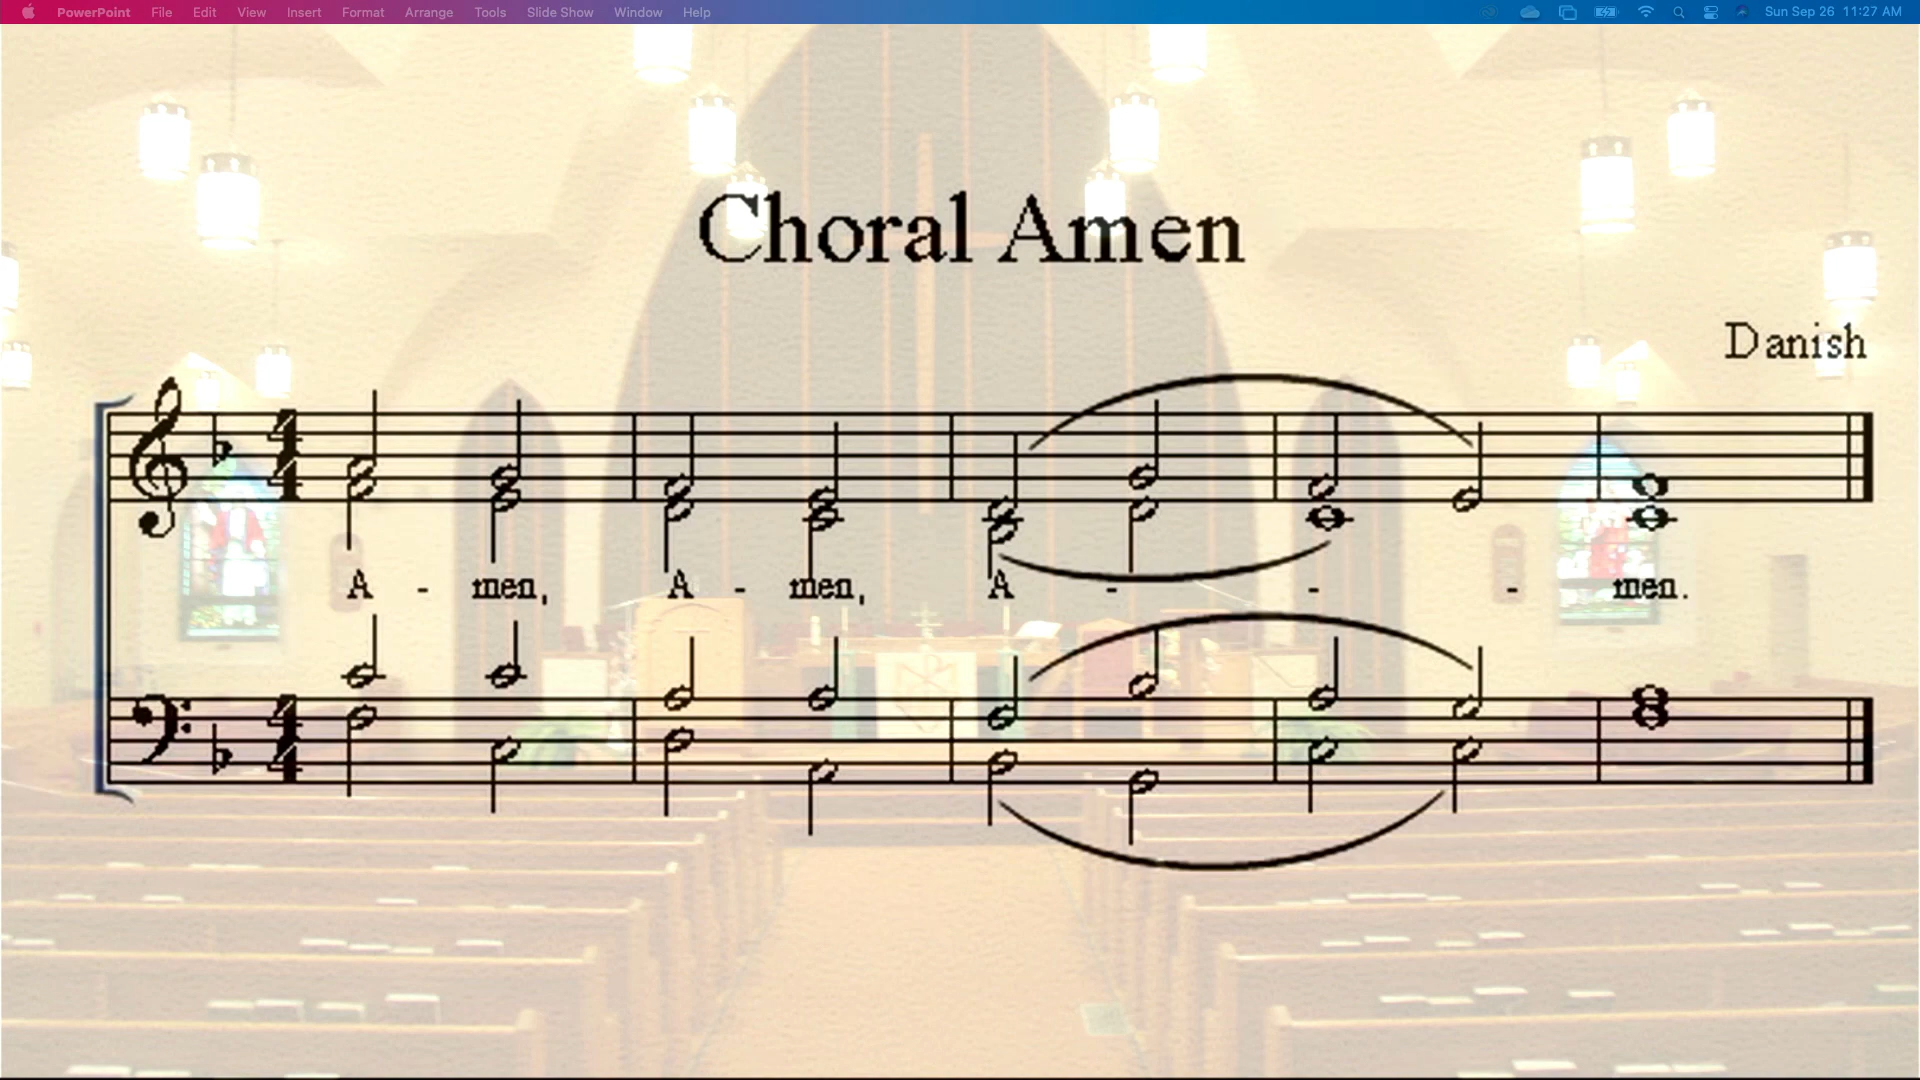 PowerPoint File Edit View Insert Format Arrange Tools Slide Show Window Help Sun Sep 26 11:27 AM
Choral Amen
Danish
A - men, A - men, A - - - men.